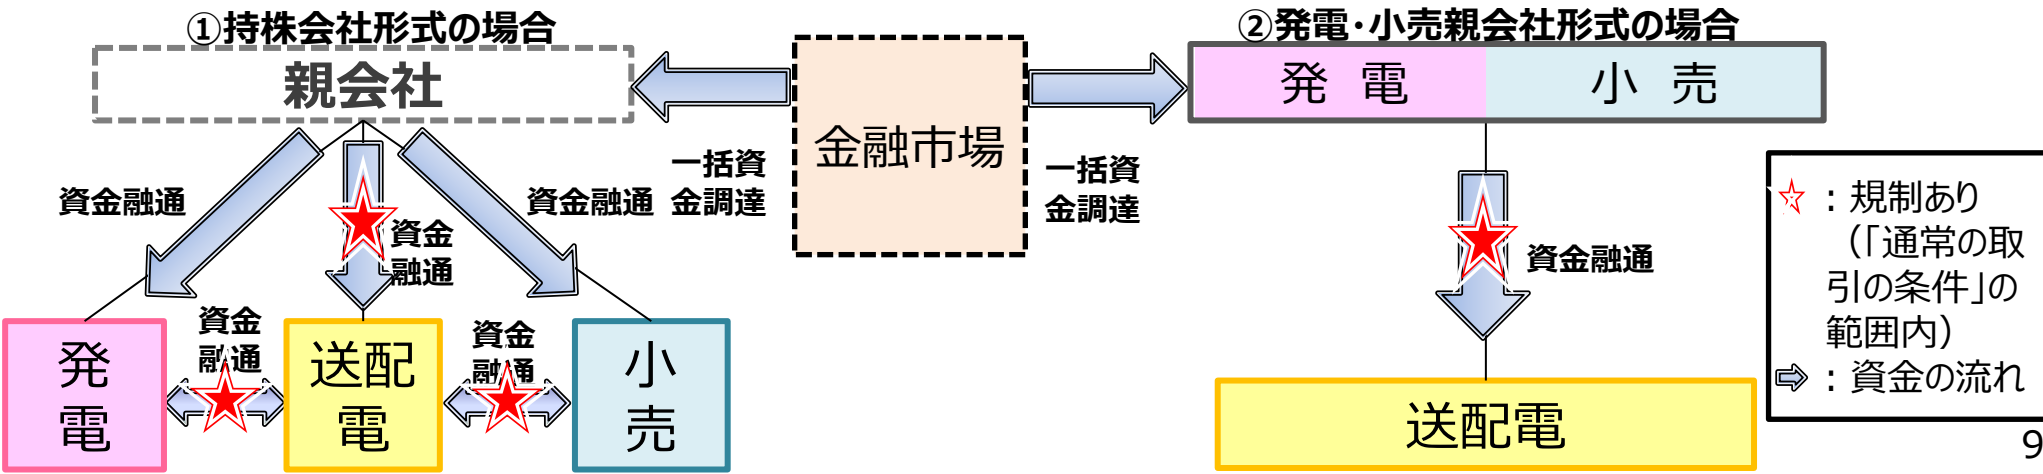 ①持株会社形式の場合
親会社
資金融通
資金
融通
資金融通
一括資
金調達
資金
融通
資金
融通
発
電
送配
電
小
売
金融市場
一括資
金調達
②発電・小売親会社形式の場合
発 電
小 売
資金融通
送配電
：規制あり
（「通常の取
引の条件」の
範囲内）
：資金の流れ
9